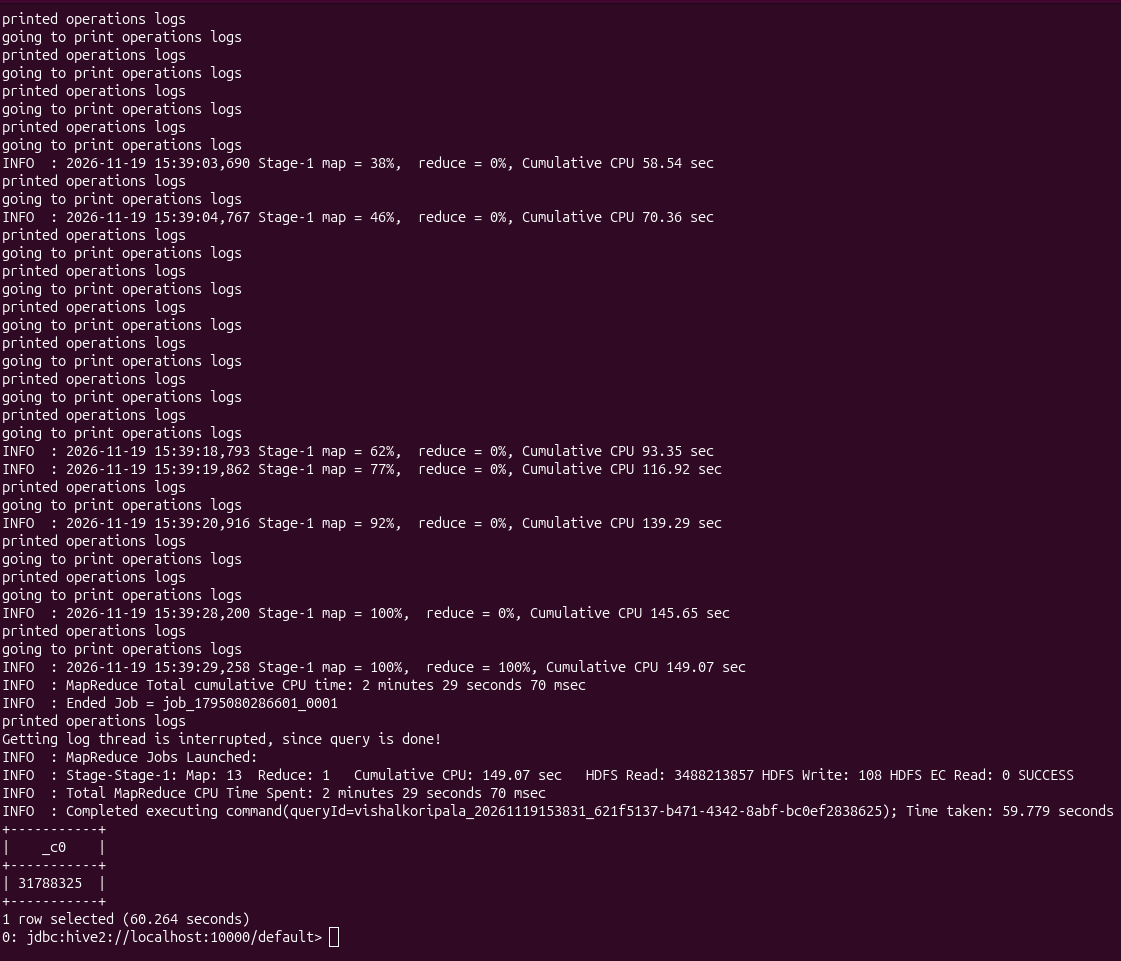 printed operations logs
going to print operations logs
printed operations logs
going to print operations logs
printed operations logs
going to print operations logs
printed operations logs
going to print operations logs
INFO  : 2026-11-19 15:39:03,690 Stage-1 map = 38%,  reduce = 0%, Cumulative CPU 58.54 sec
printed operations logs
going to print operations logs
INFO  : 2026-11-19 15:39:04,767 Stage-1 map = 46%,  reduce = 0%, Cumulative CPU 70.36 sec
printed operations logs
going to print operations logs
printed operations logs
going to print operations logs
printed operations logs
going to print operations logs
printed operations logs
going to print operations logs
printed operations logs
going to print operations logs
printed operations logs
going to print operations logs
INFO  : 2026-11-19 15:39:18,793 Stage-1 map = 62%,  reduce = 0%, Cumulative CPU 93.35 sec
INFO  : 2026-11-19 15:39:19,862 Stage-1 map = 77%,  reduce = 0%, Cumulative CPU 116.92 sec
printed operations logs
going to print operations logs
INFO  : 2026-11-19 15:39:20,916 Stage-1 map = 92%,  reduce = 0%, Cumulative CPU 139.29 sec
printed operations logs
going to print operations logs
printed operations logs
going to print operations logs
INFO  : 2026-11-19 15:39:28,200 Stage-1 map = 100%,  reduce = 0%, Cumulative CPU 145.65 sec
printed operations logs
going to print operations logs
INFO  : 2026-11-19 15:39:29,258 Stage-1 map = 100%,  reduce = 100%, Cumulative CPU 149.07 sec
INFO  : MapReduce Total cumulative CPU time: 2 minutes 29 seconds 70 msec
INFO  : Ended Job = job_1795080286601_0001
printed operations logs
Getting log thread is interrupted, since query is done!
INFO  : MapReduce Jobs Launched:
INFO  : Stage-Stage-1: Map: 13  Reduce: 1   Cumulative CPU: 149.07 sec   HDFS Read: 3488213857 HDFS Write: 108 HDFS EC Read: 0 SUCCESS
INFO  : Total MapReduce CPU Time Spent: 2 minutes 29 seconds 70 msec
INFO  : Completed executing command(queryId=vishalkoripala_20261119153831_621f5137-b471-4342-8abf-bc0ef2838625); Time taken: 59.779 seconds
+-----------+
|    _c0    |
+-----------+
| 31788325  |
+-----------+
1 row selected (60.264 seconds)
0: jdbc:hive2://localhost:10000/default>